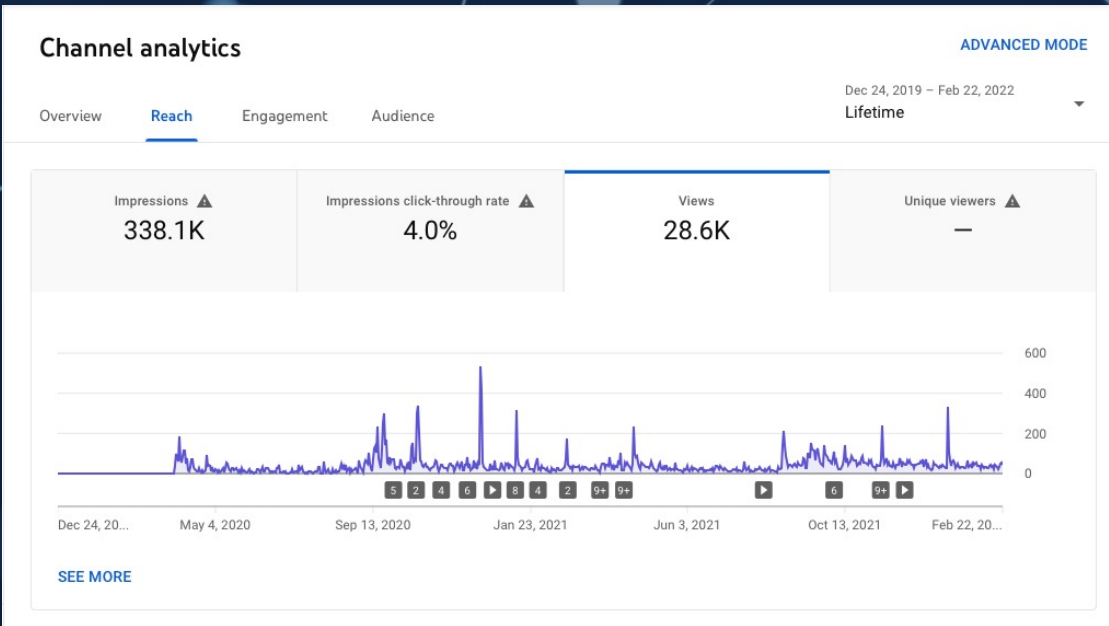 Channel analytics
ADVANCED MODE
Dec 24, 2019 – Feb 22, 2022
Lifetime
Overview Reach Engagement Audience
Impressions Impressions click-through rate Views Unique viewers
338.1K 4.0% 28.6K —
600
400
200
0
5 2 4 6 8 4 2 9+ 9+ 6 9+
Dec 24, 20... May 4, 2020 Sep 13, 2020 Jan 23, 2021 Jun 3, 2021 Oct 13, 2021 Feb 22, 20...
SEE MORE